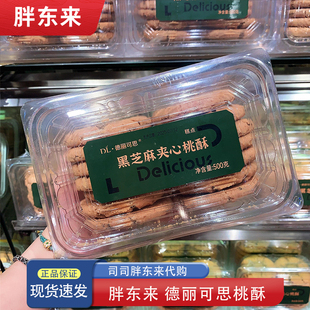 胖东来
DL·德丽可思
糕点
黑芝麻夹心桃酥
Delicious
净含量:500克
正品保证
司司胖东来代购
现货速发
胖东来 德丽可思桃酥